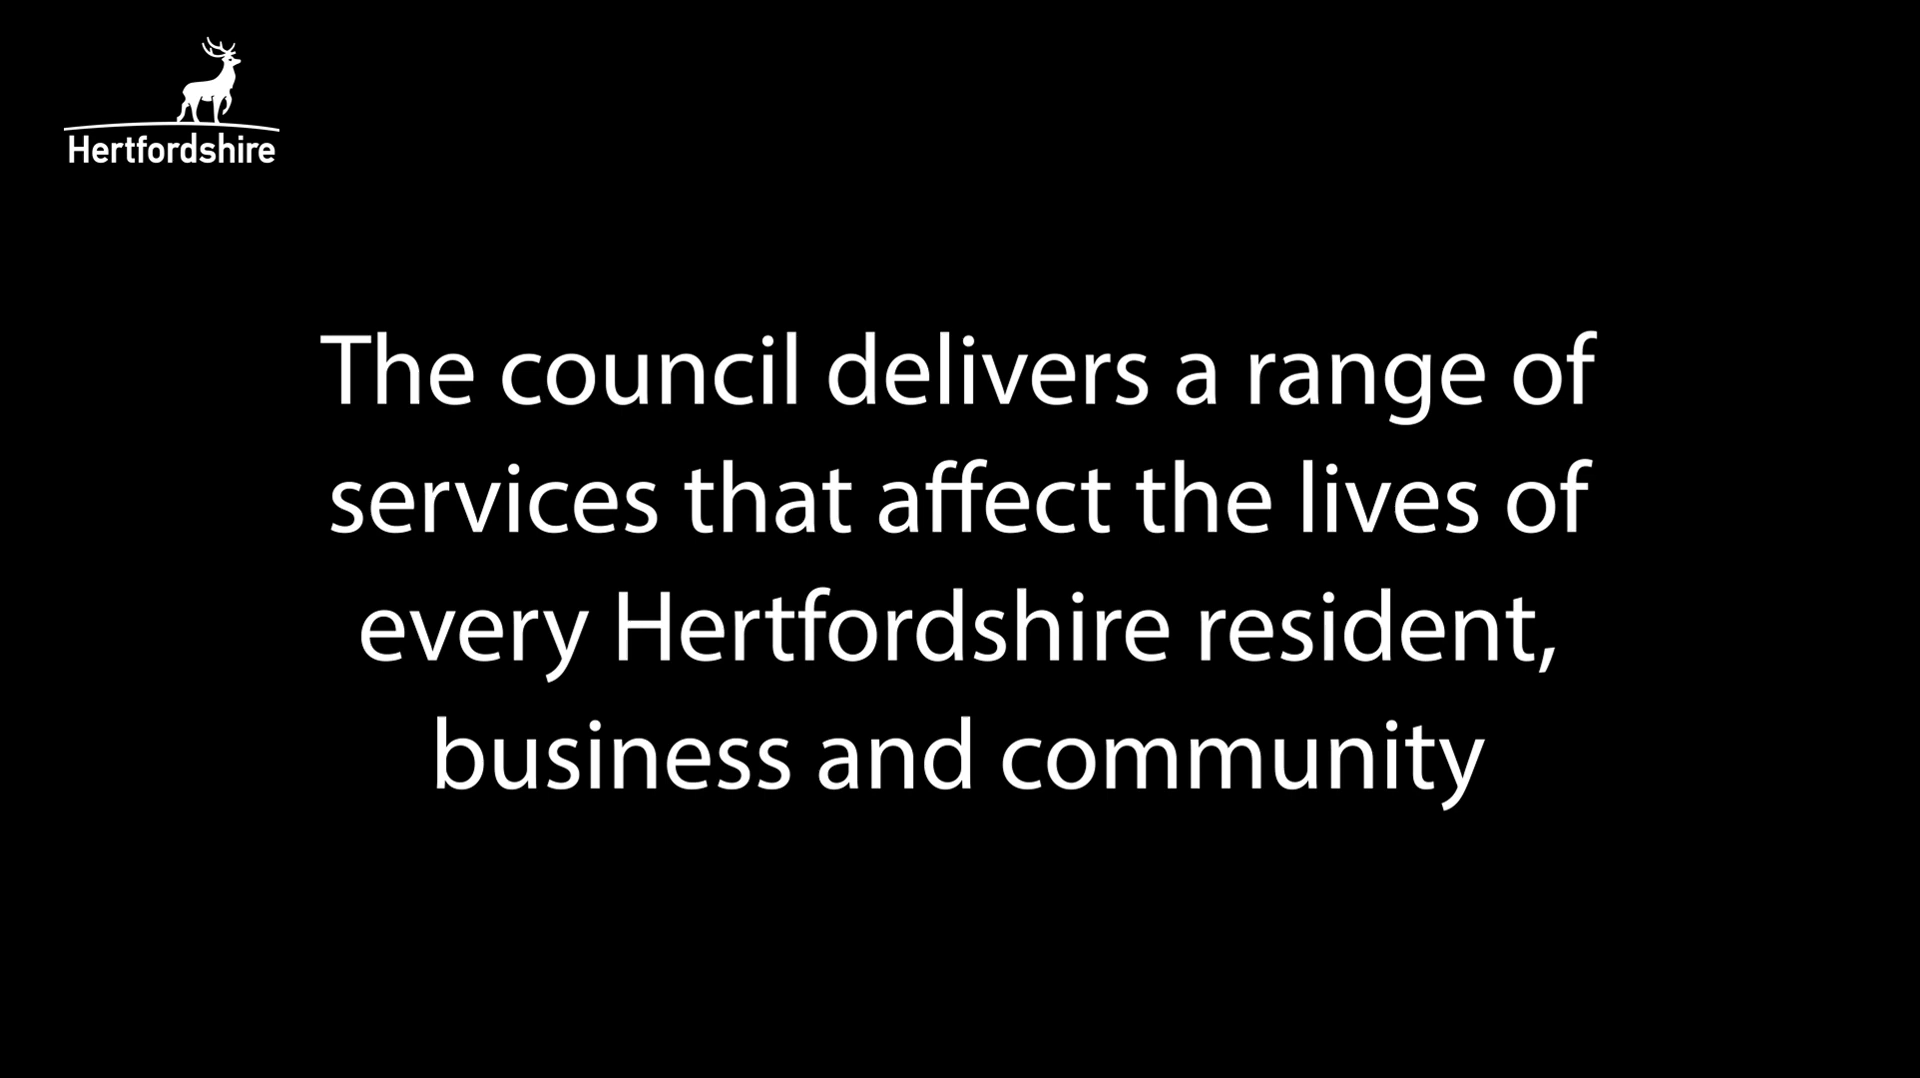 Hertfordshire
The council delivers a range of
services that affect the lives of
every Hertfordshire resident,
business and community